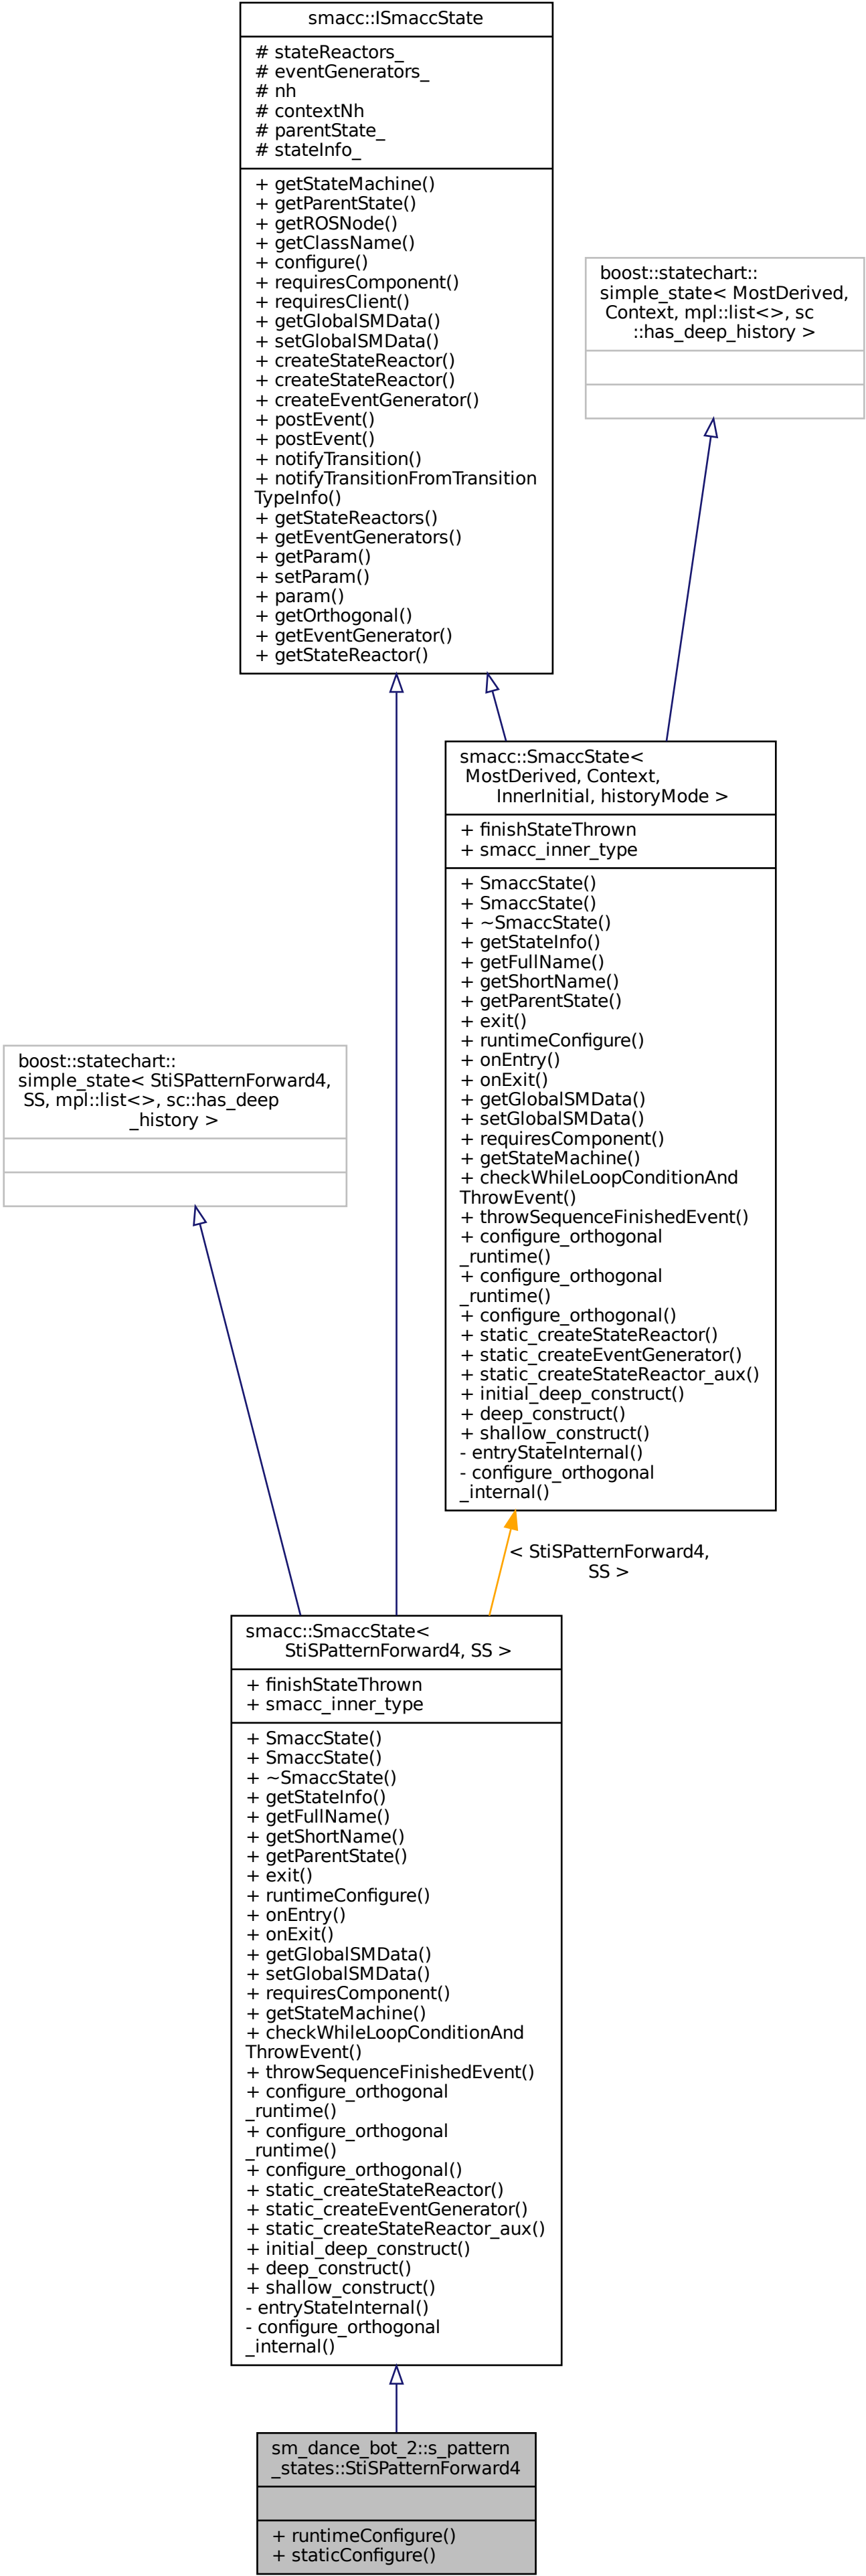 smacc::ISmaccState
# stateReactors_
# eventGenerators_
# nh
# contextNh
# parentState_
# stateInfo_
+ getStateMachine()
+ getParentState()
+ getROSNode()
+ getClassName()
+ configure()
+ requiresComponent()
+ requiresClient()
+ getGlobalSMData()
+ setGlobalSMData()
+ createStateReactor()
+ createStateReactor()
+ createEventGenerator()
+ postEvent()
+ postEvent()
+ notifyTransition()
+ notifyTransitionFromTransition
TypeInfo()
+ getStateReactors()
+ getEventGenerators()
+ getParam()
+ setParam()
+ param()
+ getOrthogonal()
+ getEventGenerator()
+ getStateReactor()
boost::statechart::
simple_state< MostDerived,
Context, mpl::list<>, sc
::has_deep_history >
smacc::SmaccState<
MostDerived, Context,
InnerInitial, historyMode >
+ finishStateThrown
+ smacc_inner_type
+ SmaccState()
+ SmaccState()
+ ~SmaccState()
+ getStateInfo()
+ getFullName()
+ getShortName()
+ getParentState()
+ exit()
+ runtimeConfigure()
+ onEntry()
+ onExit()
+ getGlobalSMData()
+ setGlobalSMData()
+ requiresComponent()
+ getStateMachine()
+ checkWhileLoopConditionAnd
ThrowEvent()
+ throwSequenceFinishedEvent()
+ configure_orthogonal
_runtime()
+ configure_orthogonal
_runtime()
+ configure_orthogonal()
+ static_createStateReactor()
+ static_createEventGenerator()
+ static_createStateReactor_aux()
+ initial_deep_construct()
+ deep_construct()
+ shallow_construct()
- entryStateInternal()
- configure_orthogonal
_internal()
boost::statechart::
simple_state< StiSPatternForward4,
SS, mpl::list<>, sc::has_deep
_history >
< StiSPatternForward4,
SS >
smacc::SmaccState<
StiSPatternForward4, SS >
+ finishStateThrown
+ smacc_inner_type
+ SmaccState()
+ SmaccState()
+ ~SmaccState()
+ getStateInfo()
+ getFullName()
+ getShortName()
+ getParentState()
+ exit()
+ runtimeConfigure()
+ onEntry()
+ onExit()
+ getGlobalSMData()
+ setGlobalSMData()
+ requiresComponent()
+ getStateMachine()
+ checkWhileLoopConditionAnd
ThrowEvent()
+ throwSequenceFinishedEvent()
+ configure_orthogonal
_runtime()
+ configure_orthogonal
_runtime()
+ configure_orthogonal()
+ static_createStateReactor()
+ static_createEventGenerator()
+ static_createStateReactor_aux()
+ initial_deep_construct()
+ deep_construct()
+ shallow_construct()
- entryStateInternal()
- configure_orthogonal
_internal()
sm_dance_bot_2::s_pattern
_states::StiSPatternForward4
+ runtimeConfigure()
+ staticConfigure()